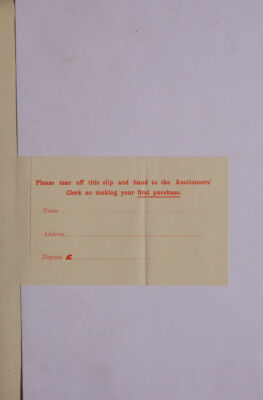 Please tear off this slip and hand to the Auctioneers'
Clerk on making your first purchase.
Name
Address
Deposit £